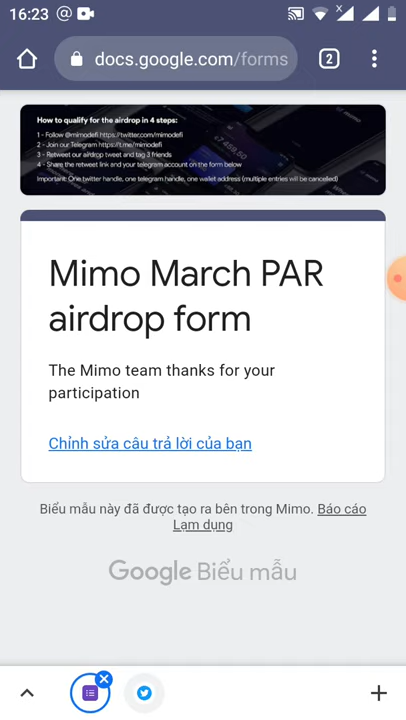 16:23
docs.google.com/forms
2
How to qualify for the airdrop in 4 steps:
1 - Follow @mimodefi https://twitter.com/mimodefi
2 - Join our Telegram https://t.me/mimodefi
3 - Retweet our airdrop tweet and tag 3 friends
4 - Share the retweet link and your telegram account on the form below
Important: One twitter handle, one telegram handle, one wallet address (multiple entries will be cancelled)
Mimo March PAR
airdrop form
The Mimo team thanks for your
participation
Chỉnh sửa câu trả lời của bạn
Biểu mẫu này đã được tạo ra bên trong Mimo. Báo cáo
Lạm dụng
Google Biểu mẫu